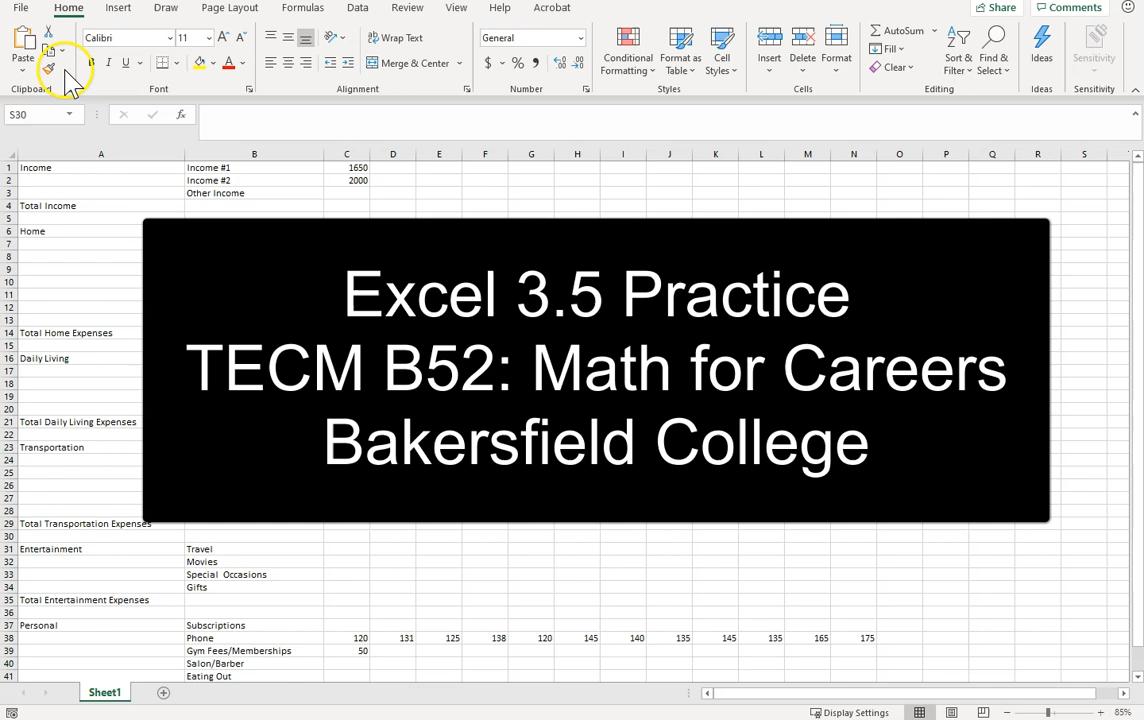 File Home Insert Draw Page Layout Formulas Data Review View Help Acrobat Share Comments
Paste Calibri 11 A A Wrap Text General AutoSum
B I U A Merge & Center $ % , Conditional Formatting Format as Table Cell Styles Insert Delete Format Fill Clear Sort & Filter Find & Select Ideas Sensitivity
Clipboard Font Alignment Number Styles Cells Editing Ideas Sensitivity
S30 fx
A B C D E F G H I J K L M N O P Q R S
1 Income Income #1 1650
2 Income #2 2000
3 Other Income
4 Total Income
5
6 Home
7
8
9
10
11
12
13
14 Total Home Expenses
15
16 Daily Living
17
18
19
20
21 Total Daily Living Expenses
22
23 Transportation
24
25
26
27
28
29 Total Transportation Expenses
30
31 Entertainment Travel
32 Movies
33 Special Occasions
34 Gifts
35 Total Entertainment Expenses
36
37 Personal Subscriptions
38 Phone 120 131 125 138 120 145 140 135 145 135 165 175
39 Gym Fees/Memberships 50
40 Salon/Barber
41 Eating Out
Excel 3.5 Practice
TECM B52: Math for Careers
Bakersfield College
Sheet1
Display Settings 85%